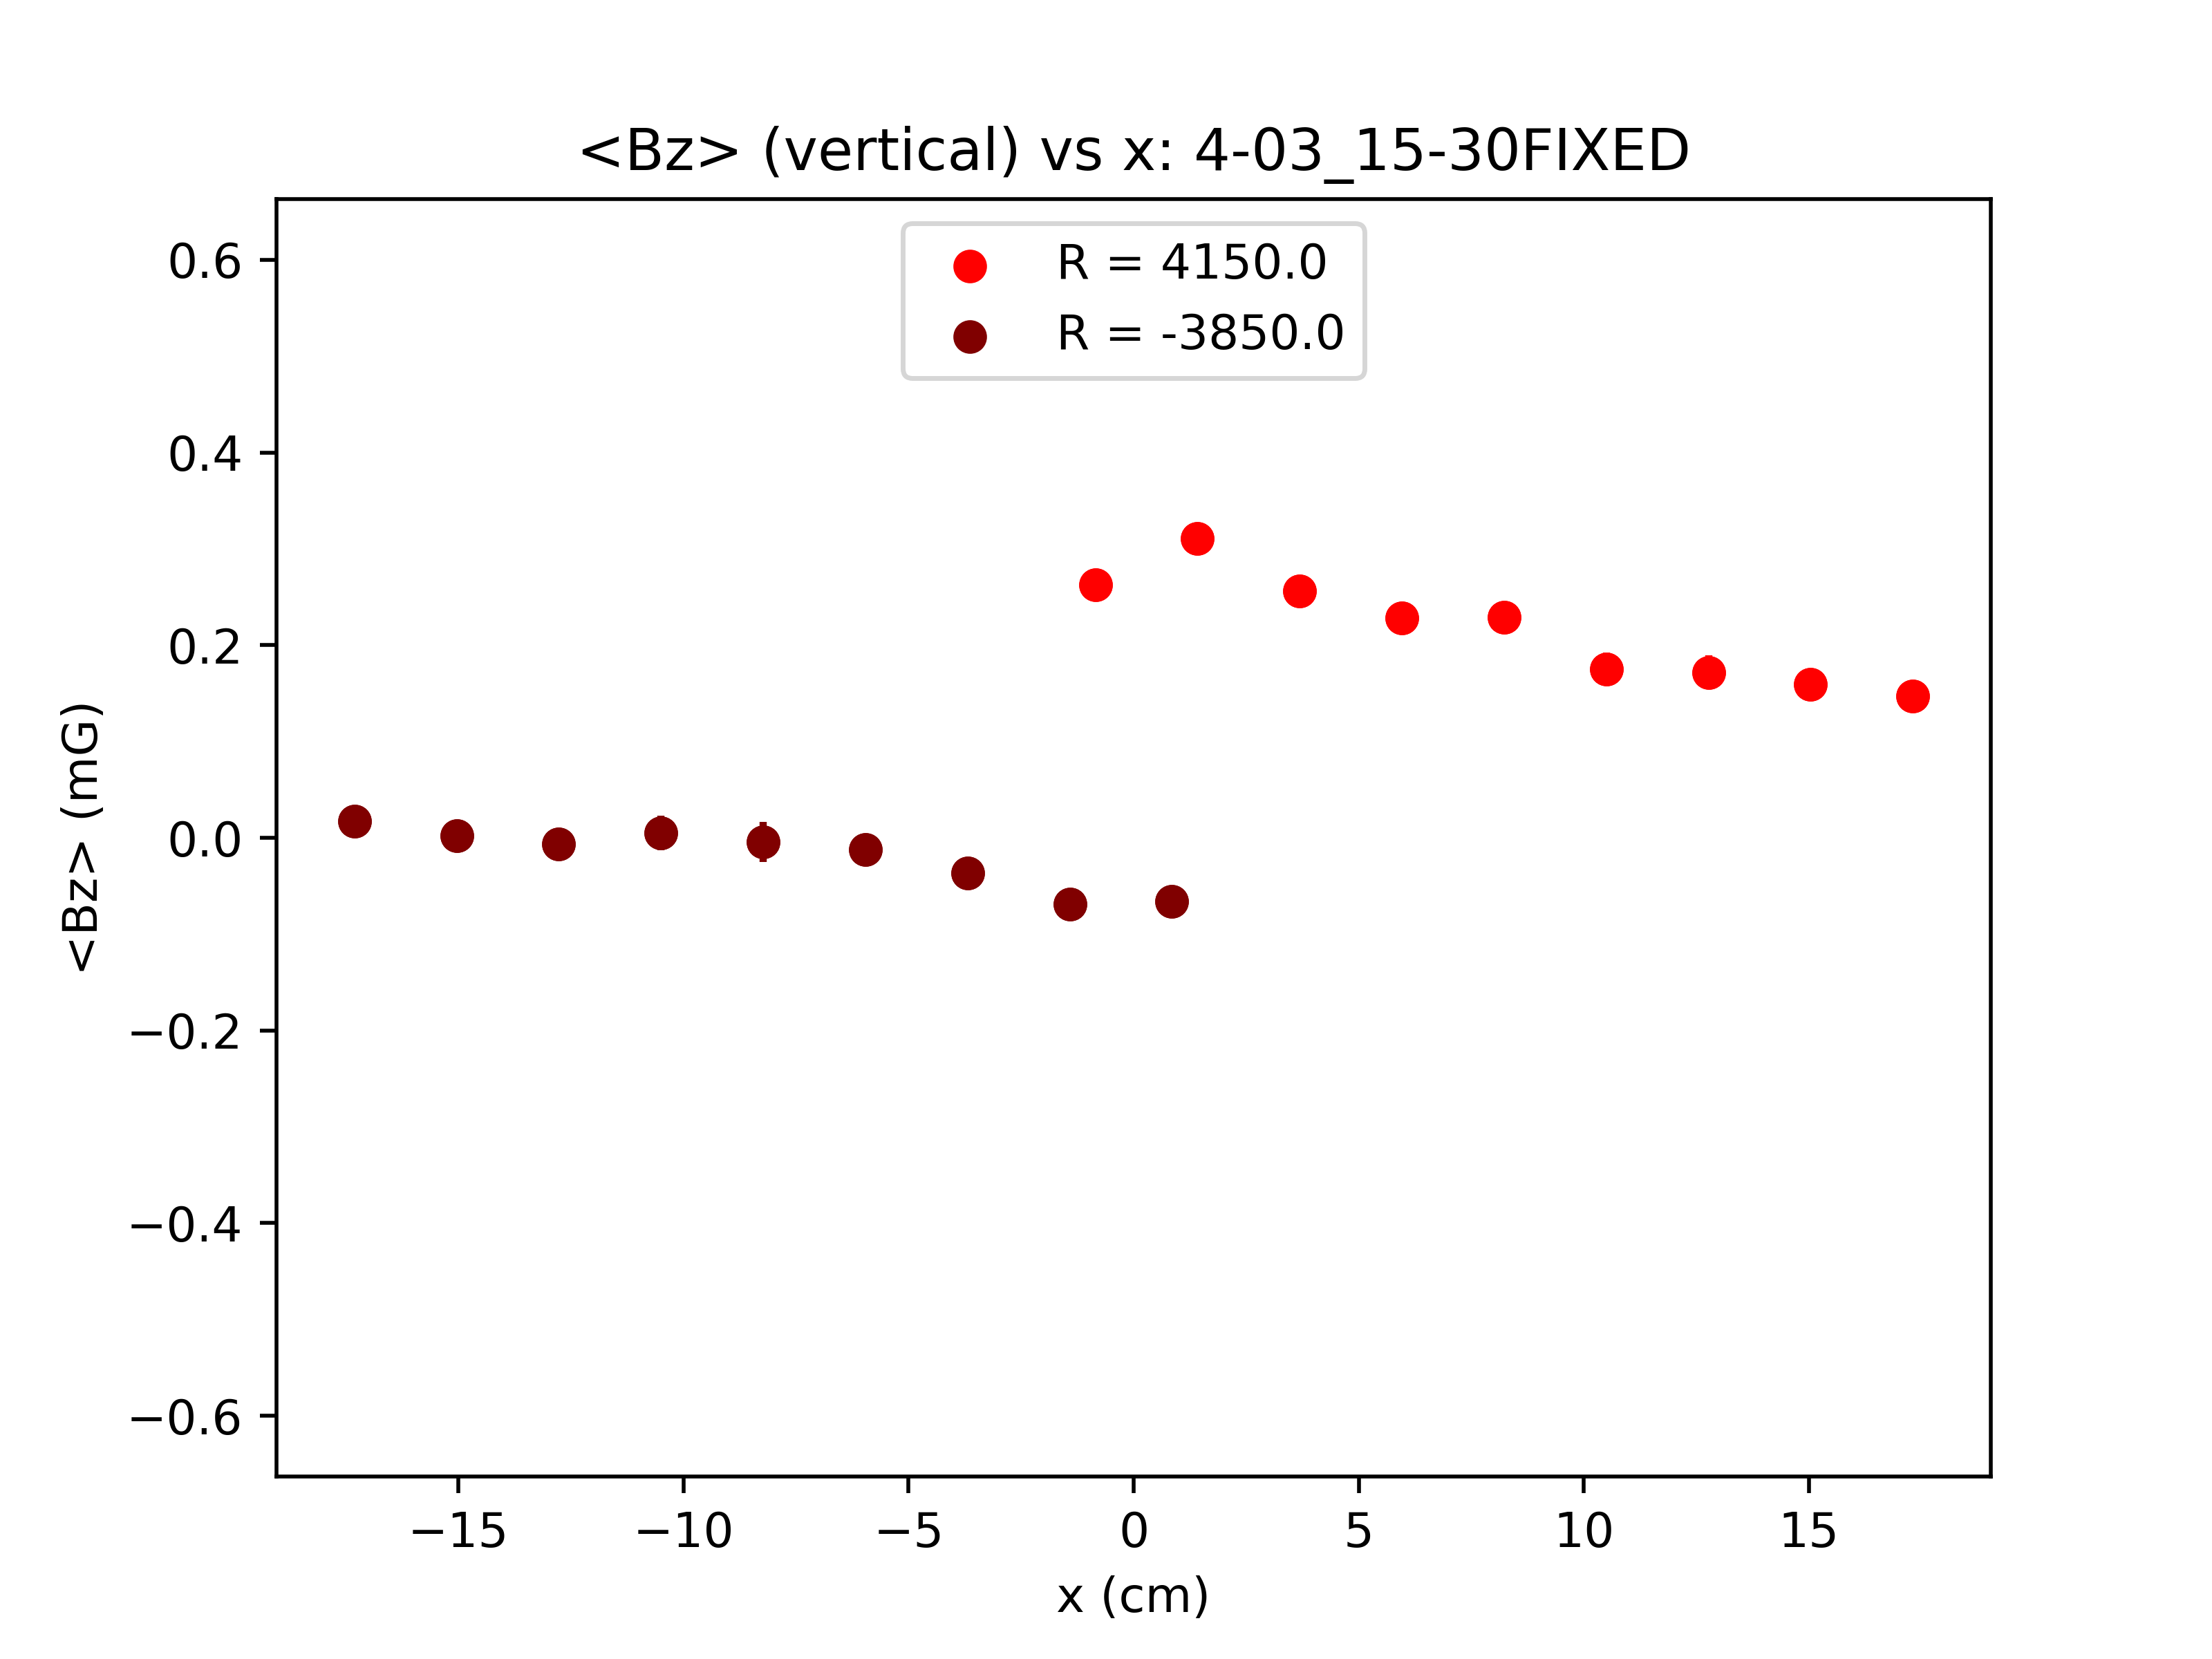 <Bz> (vertical) vs x: 4-03_15-30FIXED
R = 4150.0
R = -3850.0
0.6
0.4
0.2
0.0
−0.2
−0.4
−0.6
<Bz> (mG)
−15
−10
−5
0
5
10
15
x (cm)